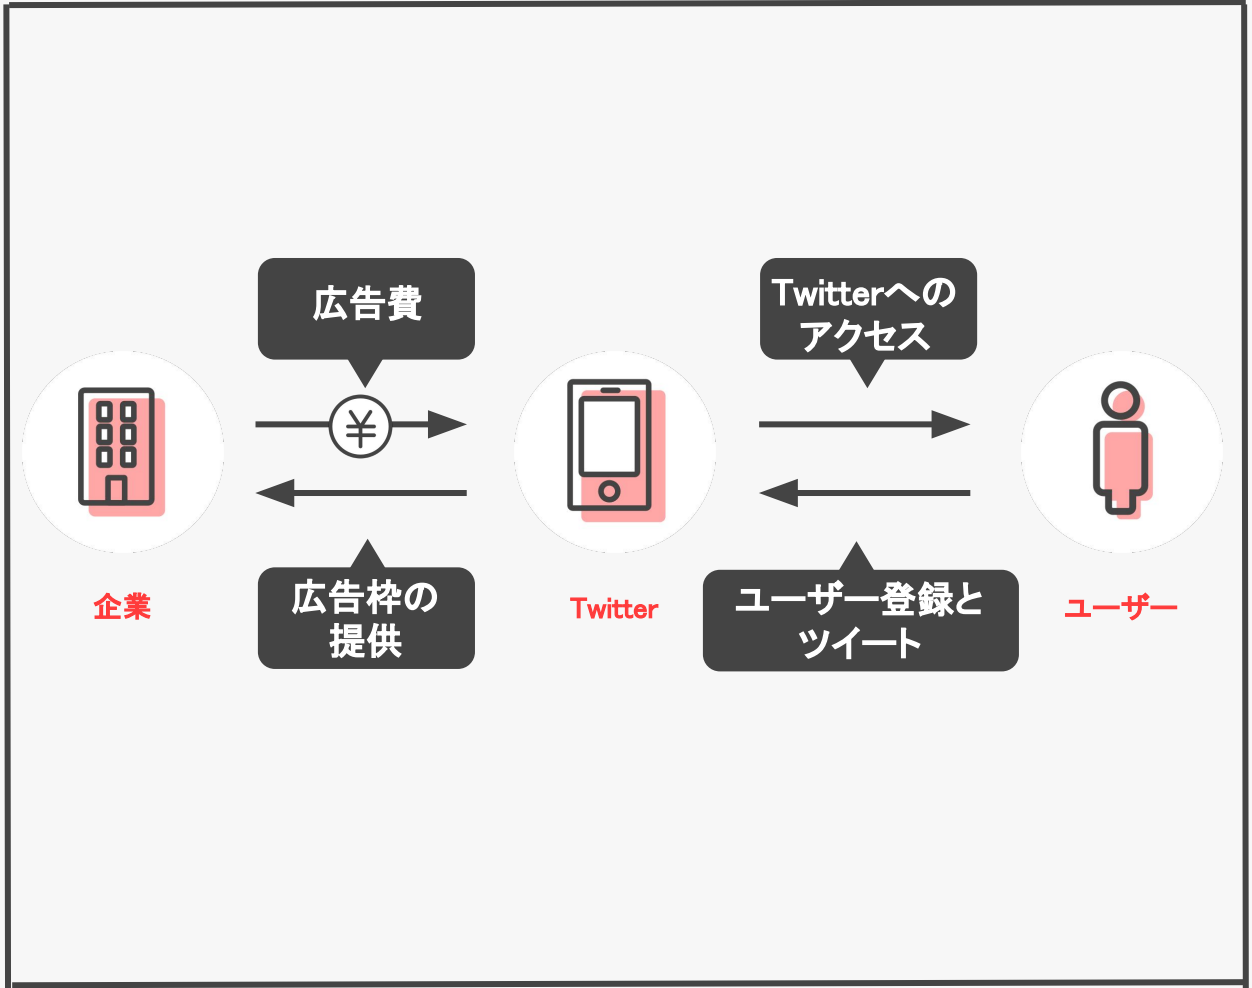 広告費
Twitterへの
アクセス
¥
企業
広告枠の
提供
Twitter
ユーザー登録と
ツイート
ユーザー